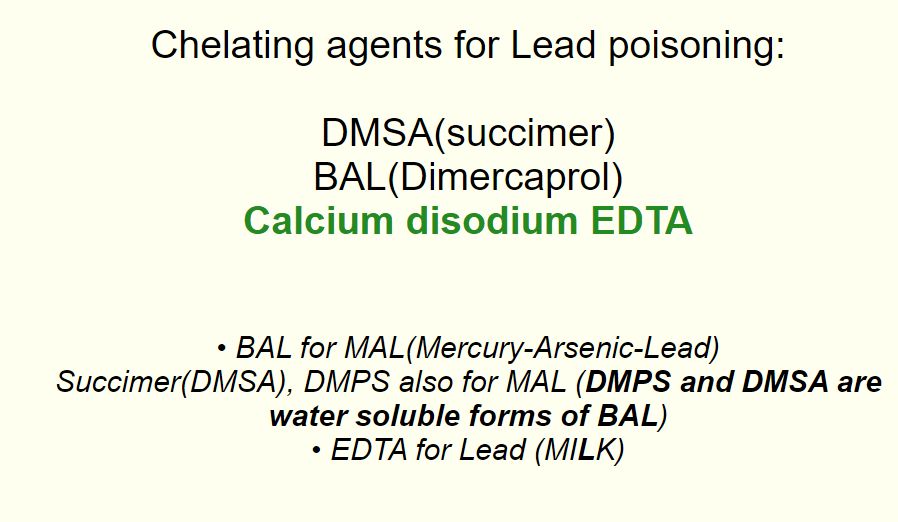 Chelating agents for Lead poisoning:
DMSA(succimer)
BAL(Dimercaprol)
Calcium disodium EDTA
• BAL for MAL(Mercury-Arsenic-Lead)
Succimer(DMSA), DMPS also for MAL (DMPS and DMSA are
water soluble forms of BAL)
• EDTA for Lead (MILK)